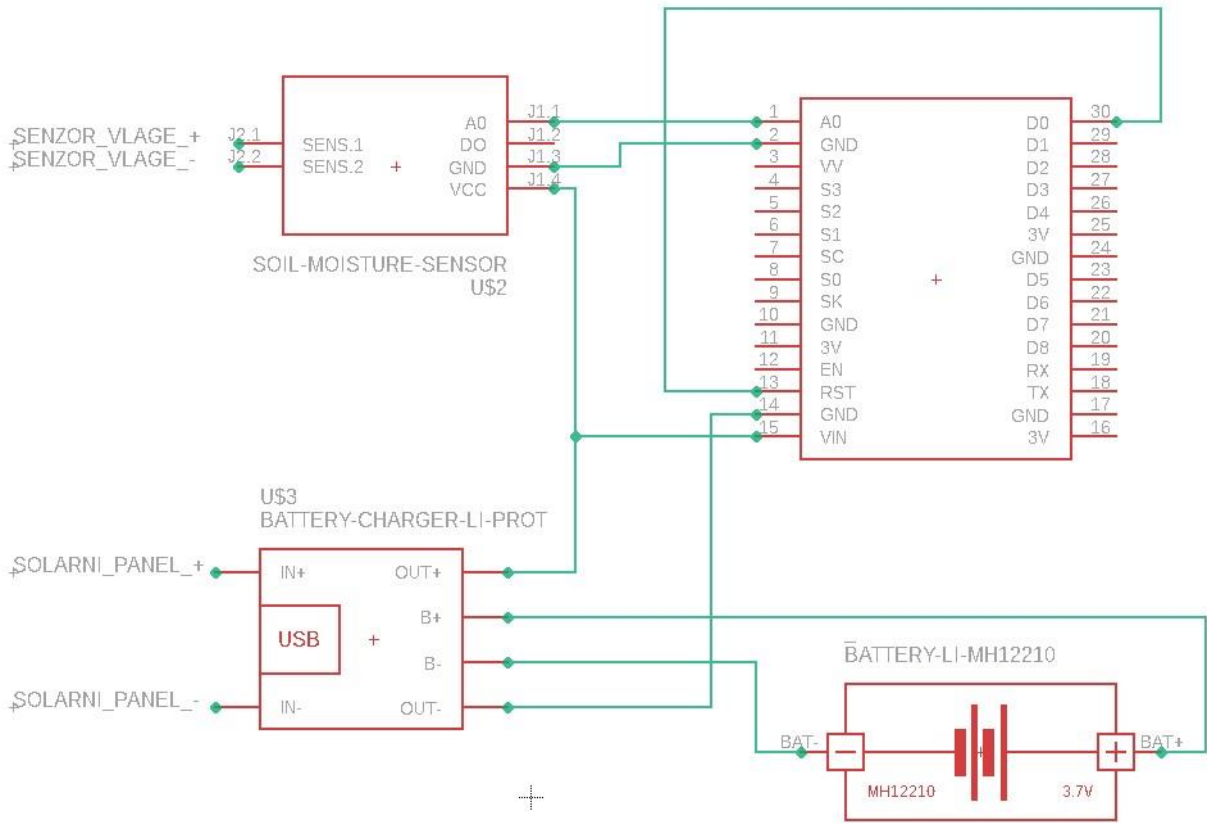 SENZOR_VLAGE_+
SENZOR_VLAGE_-
J2.1
J2.2
SENS.1
SENS.2
A0
DO
GND
VCC
J1.1
J1.2
J1.3
J1.4
SOIL-MOISTURE-SENSOR
U$2
1 A0
2 GND
3 VV
4 S3
5 S2
6 S1
7 SC
8 S0
9 SK
10 GND
11 3V
12 EN
13 RST
14 GND
15 VIN
D0 30
D1 29
D2 28
D3 27
D4 26
3V 25
GND 24
D5 23
D6 22
D7 21
D8 20
RX 19
TX 18
GND 17
3V 16
U$3
BATTERY-CHARGER-LI-PROT
SOLARNI_PANEL_+
SOLARNI_PANEL_-
IN+
USB
IN-
OUT+
B+
B-
OUT-
BATTERY-LI-MH12210
BAT-
BAT+
MH12210
3.7V